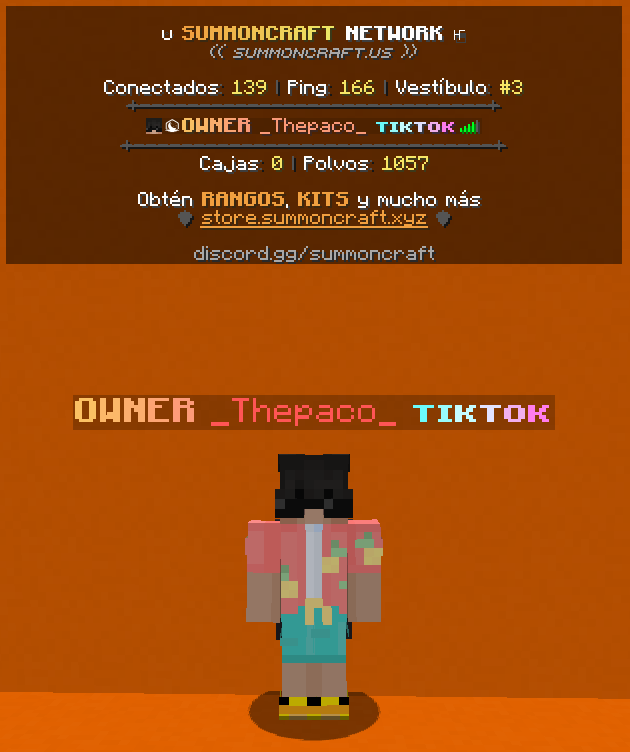 SUMMONCRAFT NETWORK
(( SUMMONCRAFT.US ))
Conectados: 139 | Ping: 166 | Vestíbulo: #3
OWNER _Thepaco_ TIKTOK
Cajas: 0 | Polvos: 1057
Obtén RANGOS, KITS y mucho más
store.summoncraft.xyz
discord.gg/summoncraft
OWNER _Thepaco_ TIKTOK